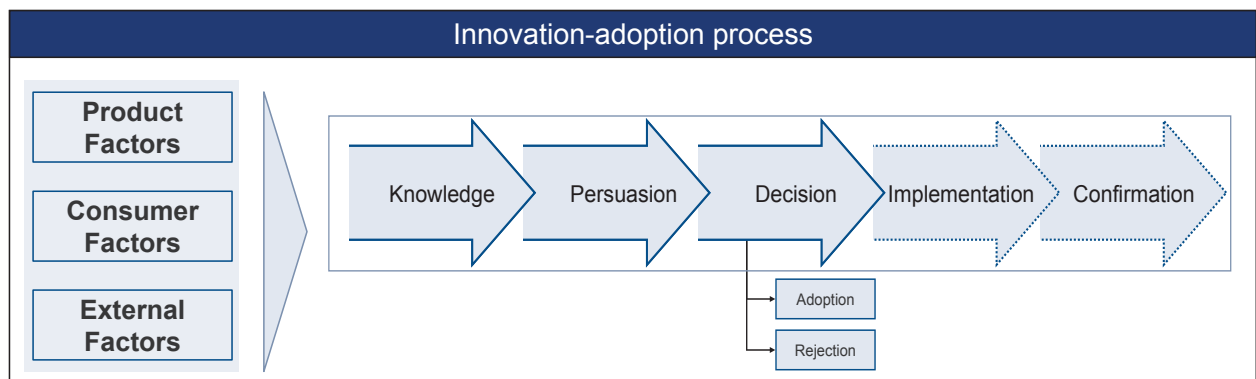 Innovation-adoption process
Product
Factors
Consumer
Factors
External
Factors
Knowledge
Persuasion
Decision
Implementation
Confirmation
Adoption
Rejection